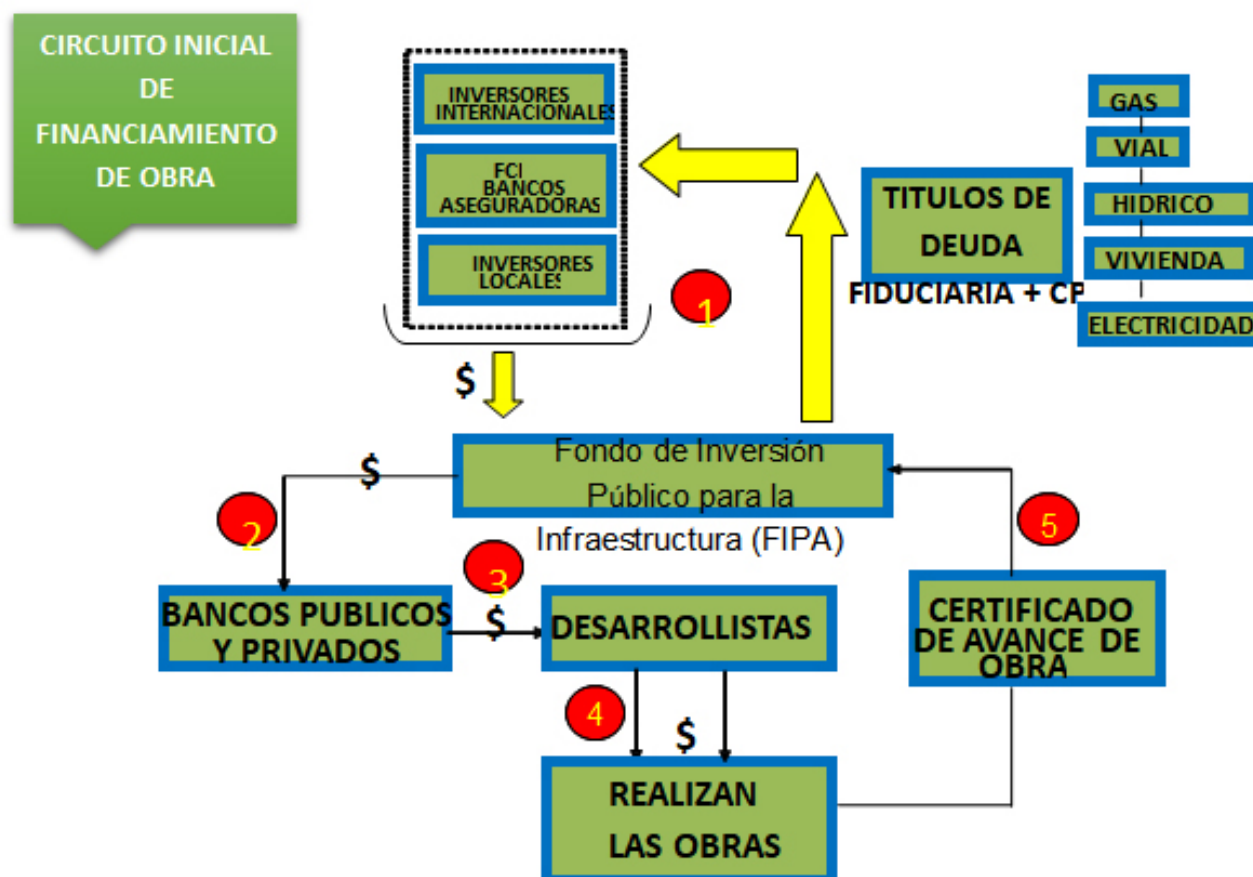 CIRCUITO INICIAL
DE
FINANCIAMIENTO
DE OBRA
INVERSORES
INTERNACIONALES
FCI
BANCOS
ASEGURADORAS
INVERSORES
LOCALES
1
$
TITULOS DE
DEUDA
FIDUCIARIA + CP
GAS
VIAL
HIDRICO
VIVIENDA
ELECTRICIDAD
Fondo de Inversión
Público para la
Infraestructura (FIPA)
$
2
3
5
BANCOS PUBLICOS
Y PRIVADOS
$
DESARROLLISTAS
CERTIFICADO
DE AVANCE DE
OBRA
4
$
REALIZAN
LAS OBRAS